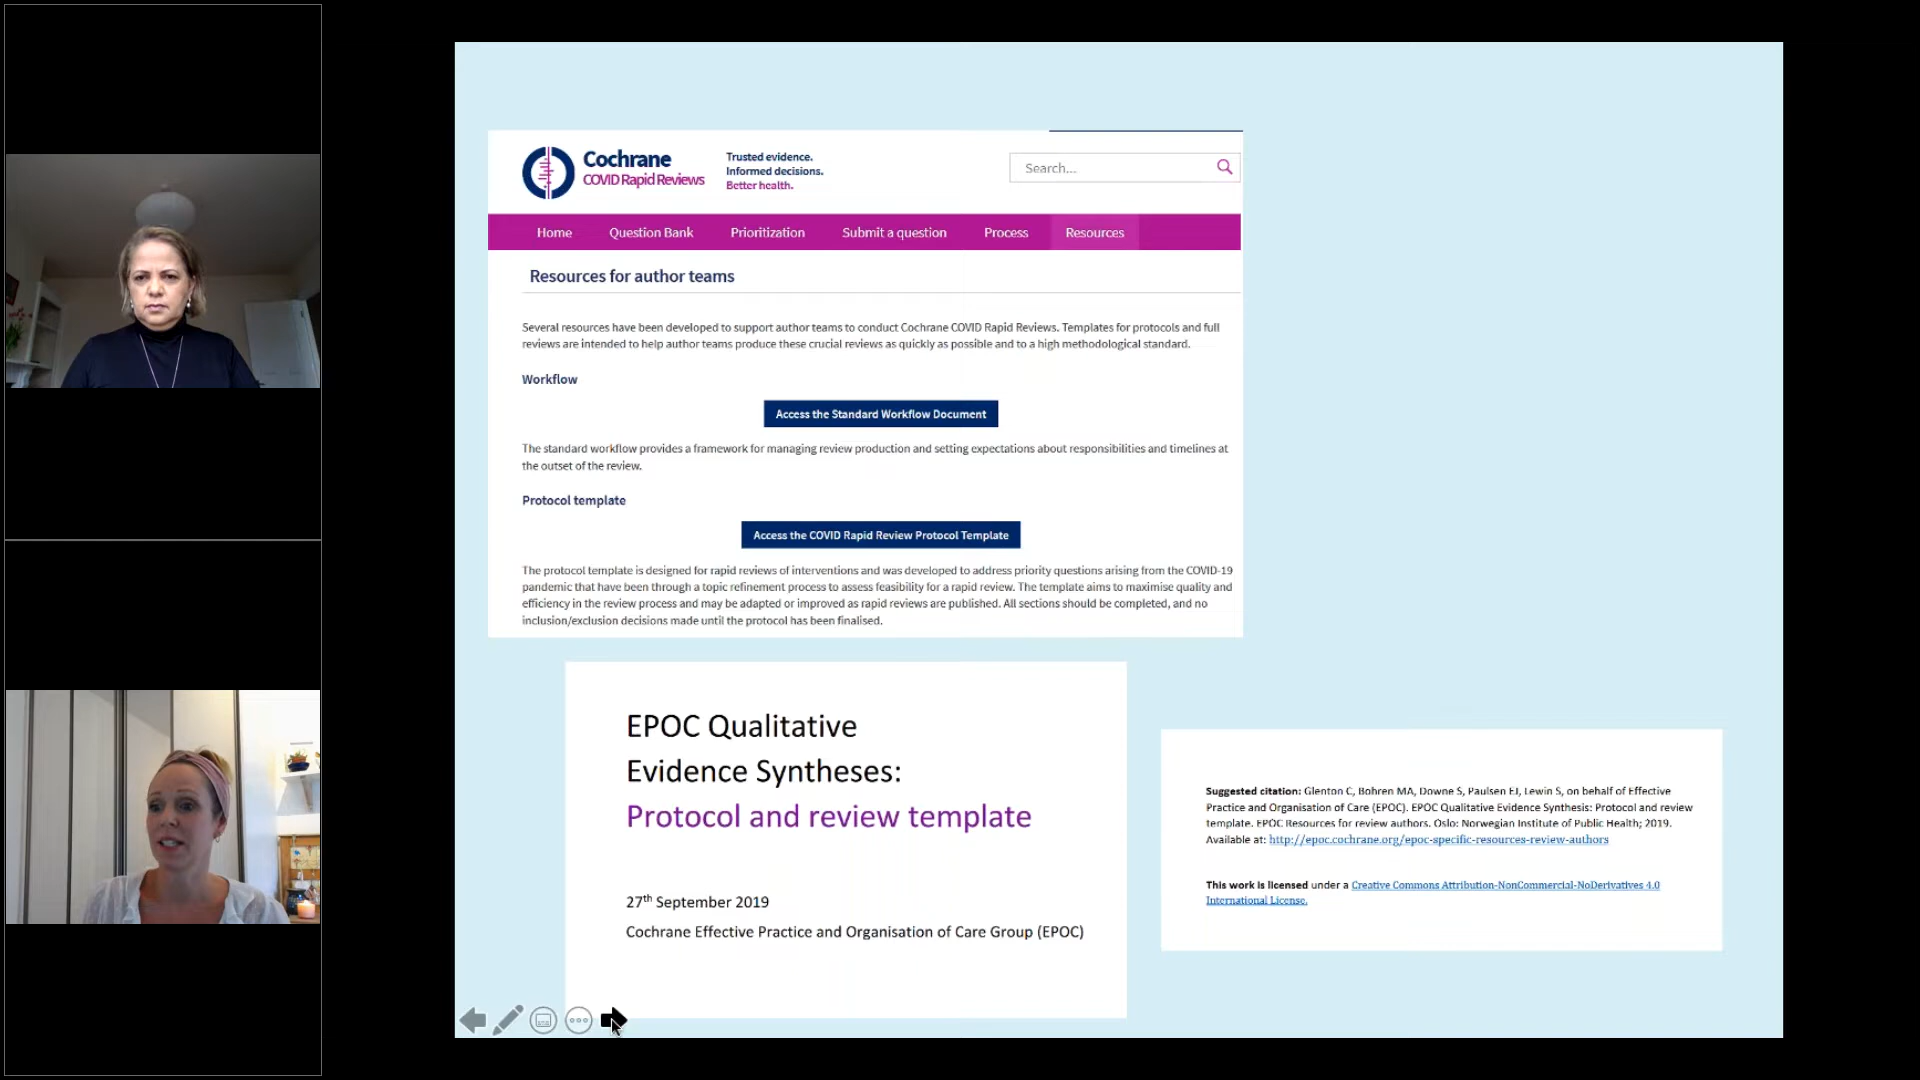 Cochrane
COVID Rapid Reviews
Trusted evidence.
Informed decisions.
Better health.
Search...
Home
Question Bank
Prioritization
Submit a question
Process
Resources
Resources for author teams
Several resources have been developed to support author teams to conduct Cochrane COVID Rapid Reviews. Templates for protocols and full
reviews are intended to help author teams produce these crucial reviews as quickly as possible and to a high methodological standard.
Workflow
Access the Standard Workflow Document
The standard workflow provides a framework for managing review production and setting expectations about responsibilities and timelines at
the outset of the review.
Protocol template
Access the COVID Rapid Review Protocol Template
The protocol template is designed for rapid reviews of interventions and was developed to address priority questions arising from the COVID-19
pandemic that have been through a topic refinement process to assess feasibility for a rapid review. The template aims to maximise quality and
efficiency in the review process and may be adapted or improved as rapid reviews are published. All sections should be completed, and no
inclusion/exclusion decisions made until the protocol has been finalised.
EPOC Qualitative
Evidence Syntheses:
Protocol and review template
27th September 2019
Cochrane Effective Practice and Organisation of Care Group (EPOC)
Suggested citation: Glenton C, Bohren MA, Downe S, Paulsen EJ, Lewin S, on behalf of Effective
Practice and Organisation of Care (EPOC). EPOC Qualitative Evidence Synthesis: Protocol and review
template. EPOC Resources for review authors. Oslo: Norwegian Institute of Public Health; 2019.
Available at: http://epoc.cochrane.org/epoc-specific-resources-review-authors
This work is licensed under a Creative Commons Attribution-NonCommercial-NoDerivatives 4.0
International License.